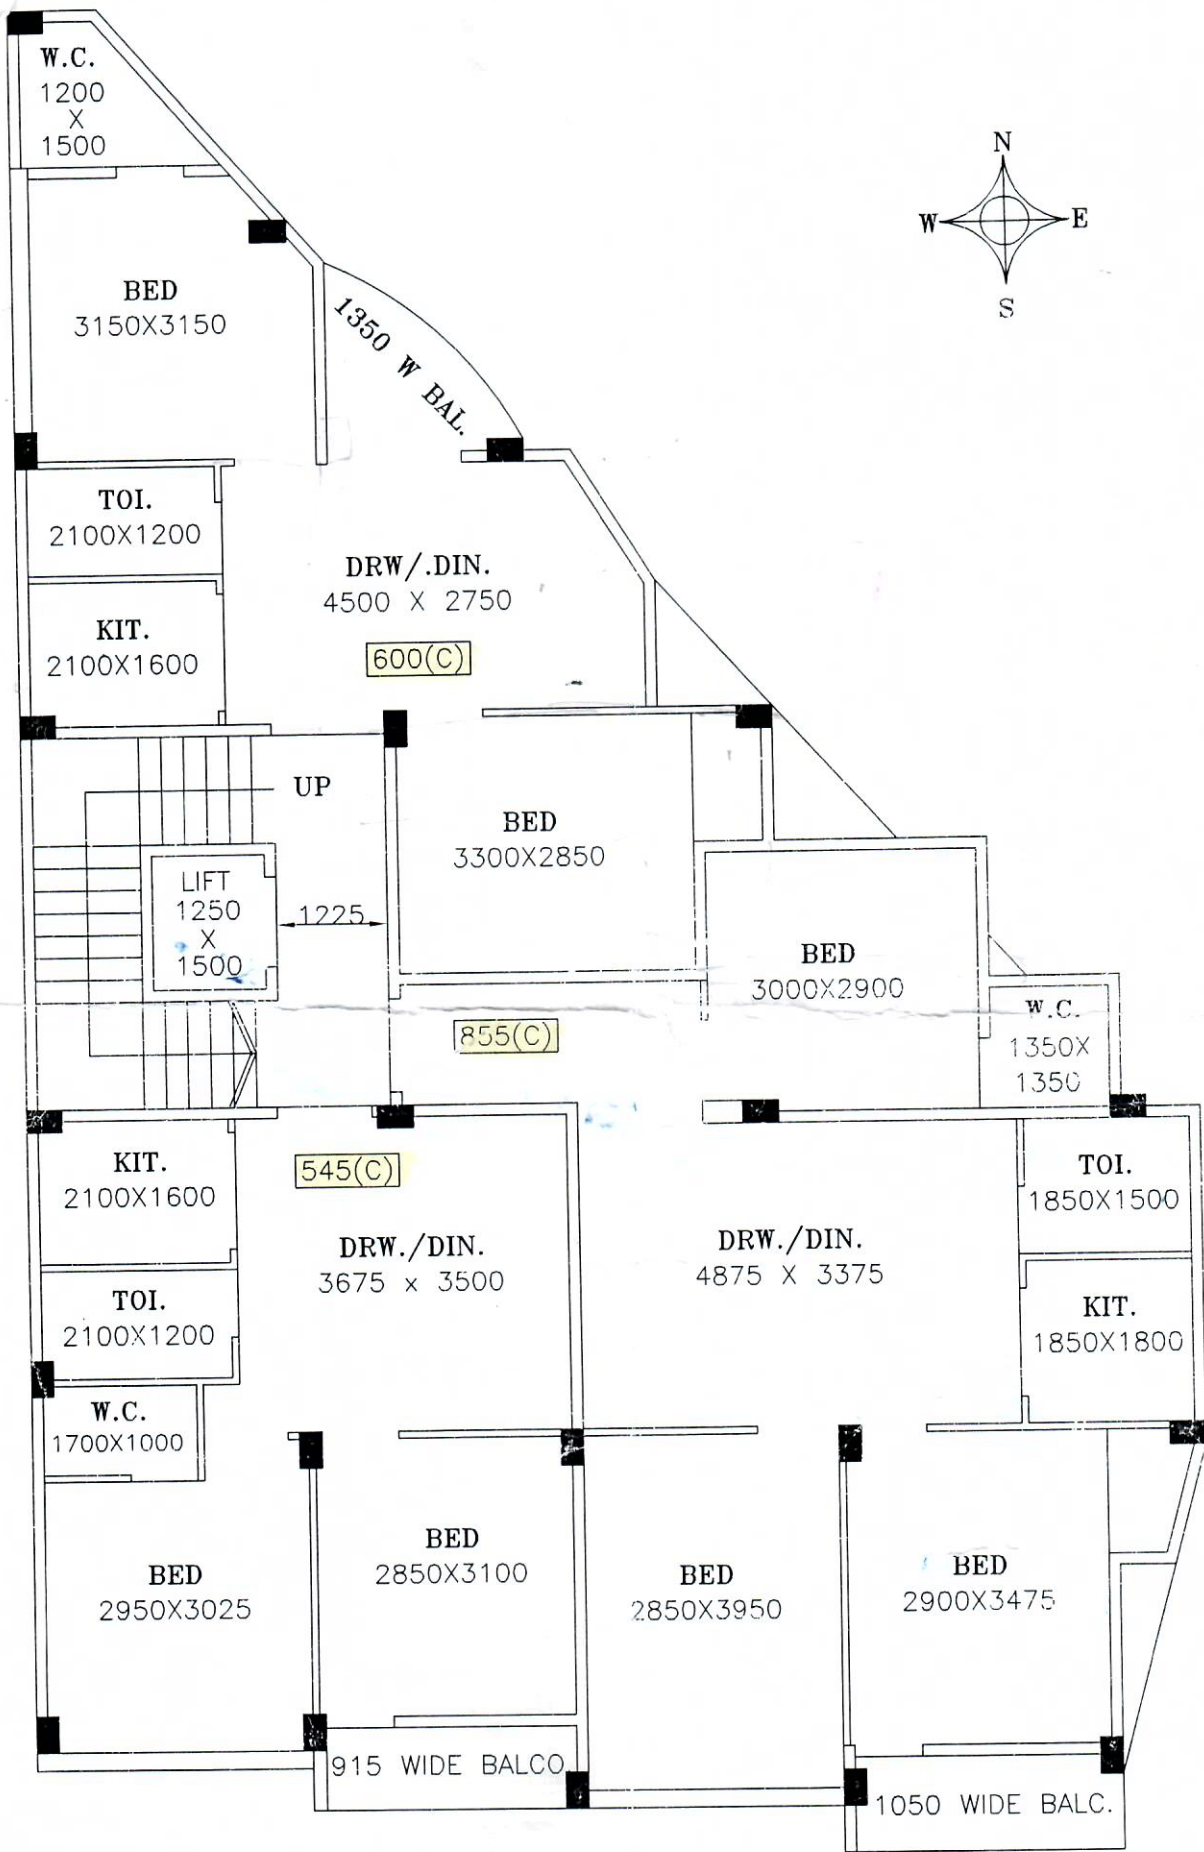 W.C.
1200
X
1500
N
W
E
S
BED
3150X3150
1350 W BAL.
TOI.
2100X1200
DRW/.DIN.
4500 X 2750
KIT.
2100X1600
600(C)
UP
BED
3300X2850
LIFT
1250
X
1500
1225
BED
3000X2900
W.C.
1350X
1350
855(C)
KIT.
2100X1600
545(C)
TOI.
1850X1500
DRW./DIN.
3675 x 3500
DRW./DIN.
4875 X 3375
TOI.
2100X1200
KIT.
1850X1800
W.C.
1700X1000
BED
2950X3025
BED
2850X3100
BED
2850X3950
BED
2900X3475
915 WIDE BALCO
1050 WIDE BALC.